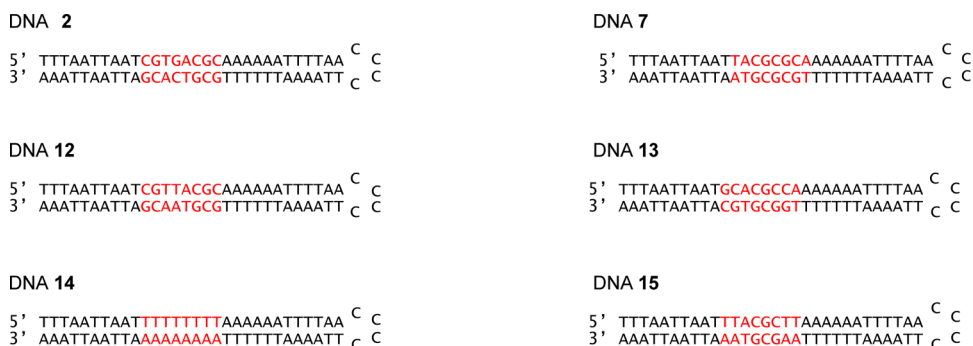 DNA 2
5' TTTAATTAATCGTGACGCAAAAAATTTTAA C C
3' AAATTAATTAGCACTGCGTTTTTTAAAATT C C
DNA 7
5' TTTAATTAATTACGCGCAAAAAAATTTTAA C C
3' AAATTAATTAATGCGCGTTTTTTTAAAATT C C
DNA 12
5' TTTAATTAATCGTTACGCAAAAAATTTTAA C C
3' AAATTAATTAGCAATGCGTTTTTTAAAATT C C
DNA 13
5' TTTAATTAATGCACGCCAAAAAAATTTTAA C C
3' AAATTAATTACGTGCGGTTTTTTTAAAATT C C
DNA 14
5' TTTAATTAATTTTTTTTTAAAAAATTTTAA C C
3' AAATTAATTAAAAAAAAATTTTTTAAAATT C C
DNA 15
5' TTTAATTAATTTACGCTTAAAAAATTTTAA C C
3' AAATTAATTAAATGCGAATTTTTTAAAATT C C